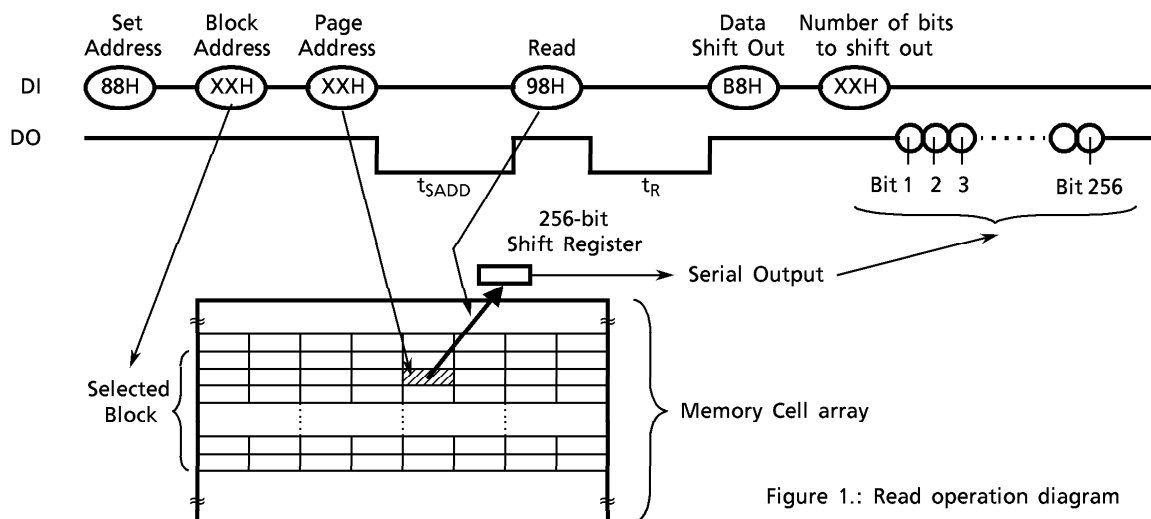 Set Address
Block Address
Page Address
Read
Data Shift Out
Number of bits to shift out
DI
88H
XXH
XXH
98H
B8H
XXH
DO
tSADD
tR
Bit 1 2 3
Bit 256
256-bit
Shift Register
Serial Output
Selected
Block
Memory Cell array
Figure 1.: Read operation diagram